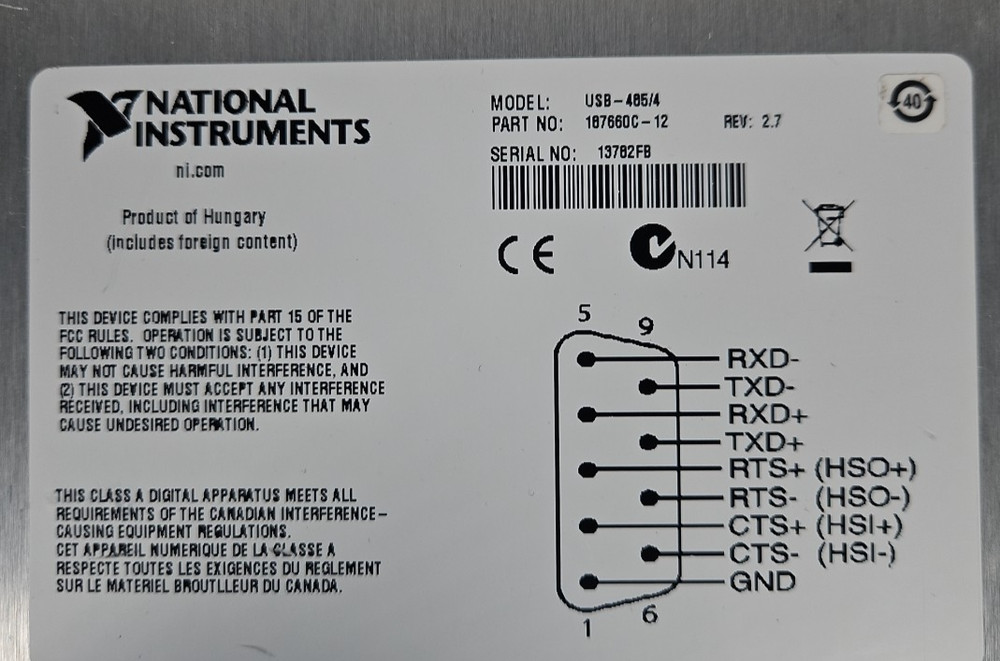 NATIONAL
INSTRUMENTS
ni.com
Product of Hungary
(includes foreign content)
MODEL: USB-485/4
PART NO: 187660C-12 REV: 2.7
SERIAL NO: 13782FB
40
CE
N114
THIS DEVICE COMPLIES WITH PART 15 OF THE
FCC RULES. OPERATION IS SUBJECT TO THE
FOLLOWING TWO CONDITIONS: (1) THIS DEVICE
MAY NOT CAUSE HARMFUL INTERFERENCE, AND
(2) THIS DEVICE MUST ACCEPT ANY INTERFERENCE
RECEIVED, INCLUDING INTERFERENCE THAT MAY
CAUSE UNDESIRED OPERATION.
THIS CLASS A DIGITAL APPARATUS MEETS ALL
REQUIREMENTS OF THE CANADIAN INTERFERENCE-
CAUSING EQUIPMENT REGULATIONS.
CET APPAREIL NUMERIQUE DE LA CLASSE A
RESPECTE TOUTES LES EXIGENCES DU REGLEMENT
SUR LE MATERIEL BROUTLLEUR DU CANADA.
5
9
RXD-
TXD-
RXD+
TXD+
RTS+ (HSO+)
RTS- (HSO-)
CTS+ (HSI+)
CTS- (HSI-)
GND
6
1